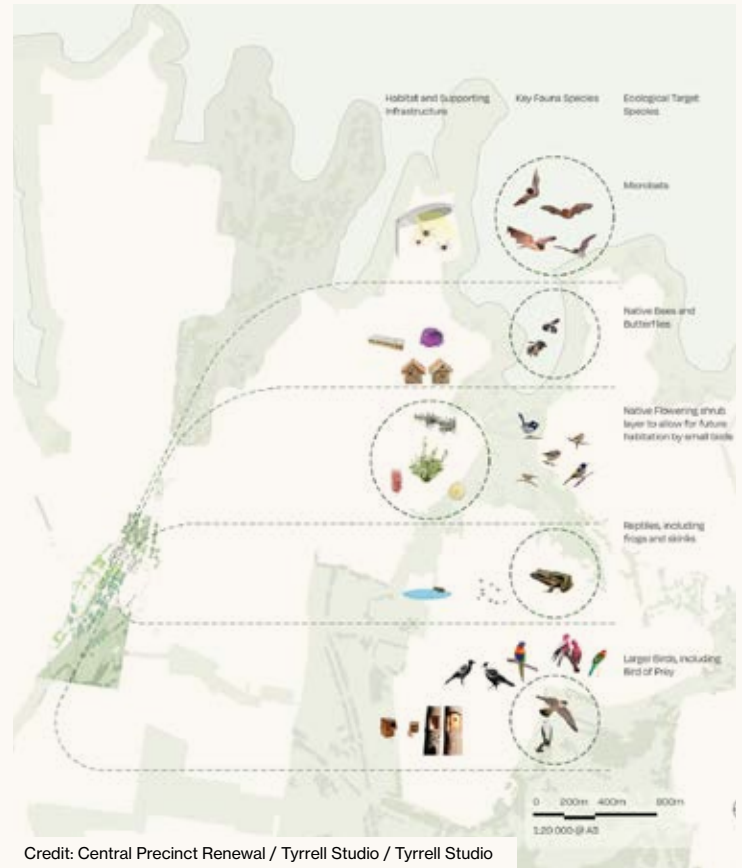 Habitat and Supporting
Infrastructure
Key Fauna Species
Ecological Target
Species
Microbats
Native Bees and
Butterflies
Native Flowering shrub
layer to allow for future
habitation by small birds
Reptiles, including
frogs and skinks
Larger Birds, including
Bird of Prey
0 200m 400m 800m
1:20 000 @ A3
Credit: Central Precinct Renewal / Tyrrell Studio / Tyrrell Studio